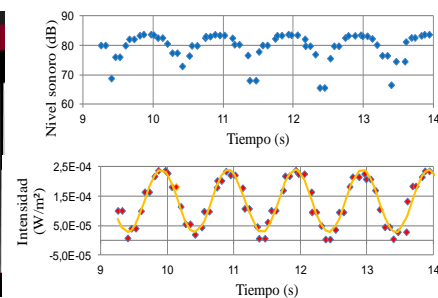 90
80
70
60
Nivel sonoro (dB)
9 10 11 12 13 14
Tiempo (s)
2,5E-04
1,5E-04
5,0E-05
-5,0E-05
Intensidad
(W/m²)
9 10 11 12 13 14
Tiempo (s)